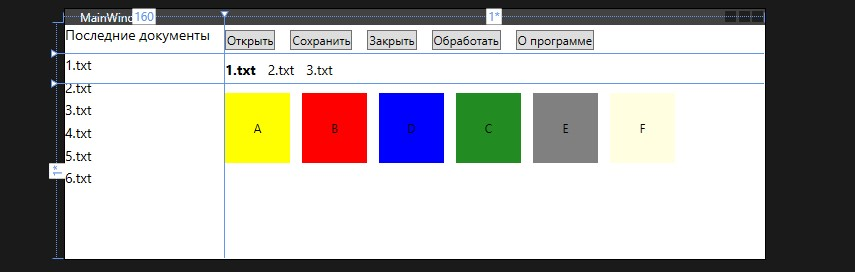 MainWind 160 1*
Последние документы
Открыть Сохранить Закрыть Обработать О программе
1.txt
1.txt 2.txt 3.txt
2.txt
3.txt
4.txt
5.txt
6.txt
A B D C E F
1*